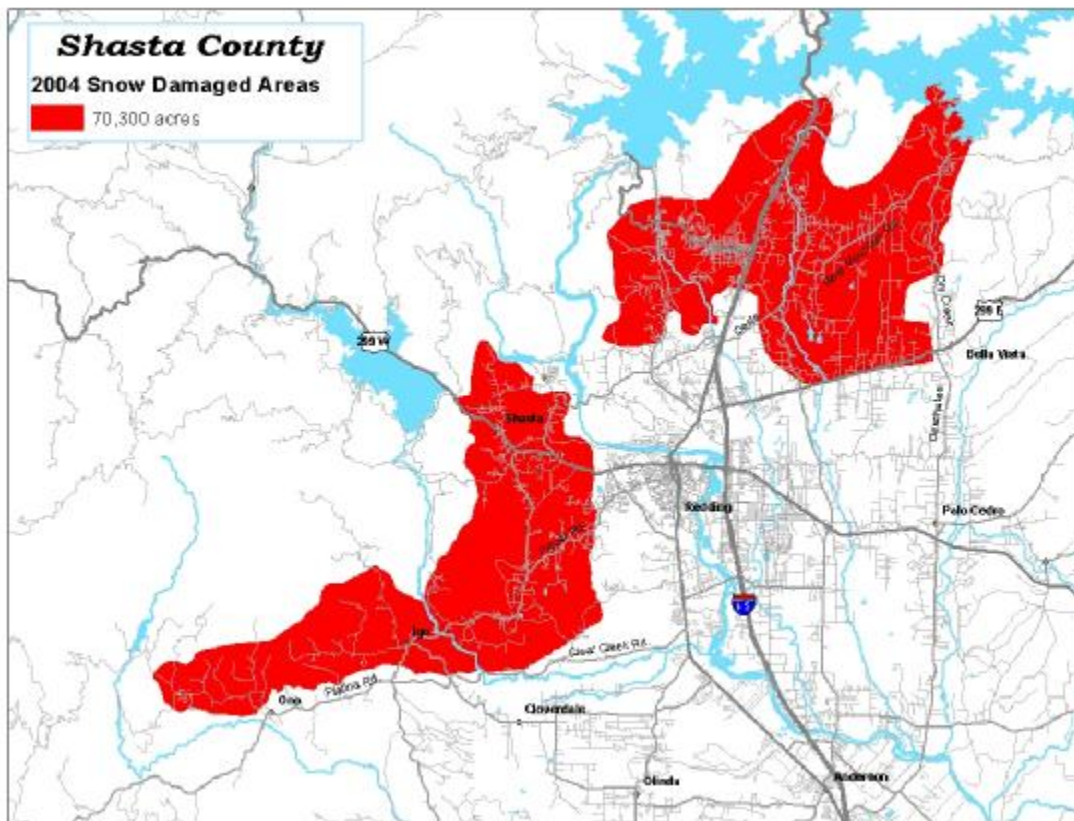 Shasta County
2004 Snow Damaged Areas
70,300 acres
299 W
299 E
Bella Vista
Deschutes
Shasta
Redding
Palo Cedro
I-5
Igo
Clear Creek Rd
Platina Rd
Ono
Cloverdale
Olinda
Anderson